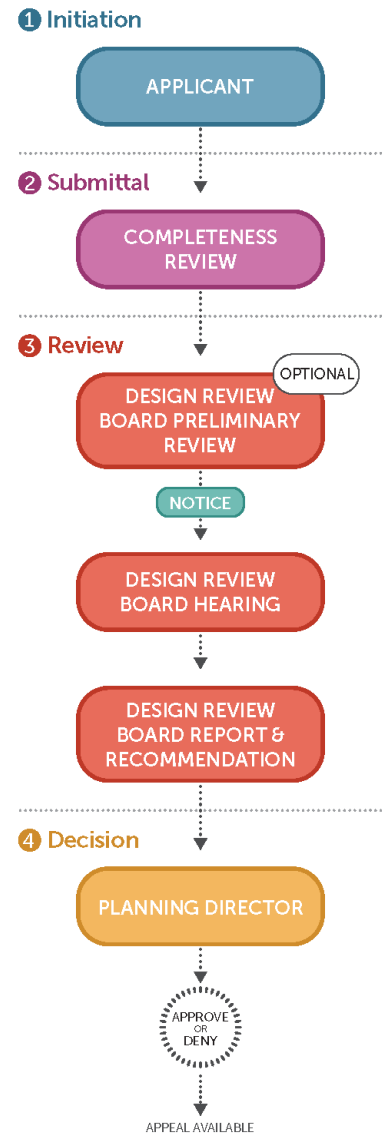 1 Initiation
APPLICANT
2 Submittal
COMPLETENESS
REVIEW
3 Review
OPTIONAL
DESIGN REVIEW
BOARD PRELIMINARY
REVIEW
NOTICE
DESIGN REVIEW
BOARD HEARING
DESIGN REVIEW
BOARD REPORT &
RECOMMENDATION
4 Decision
PLANNING DIRECTOR
APPROVE
OR
DENY
APPEAL AVAILABLE